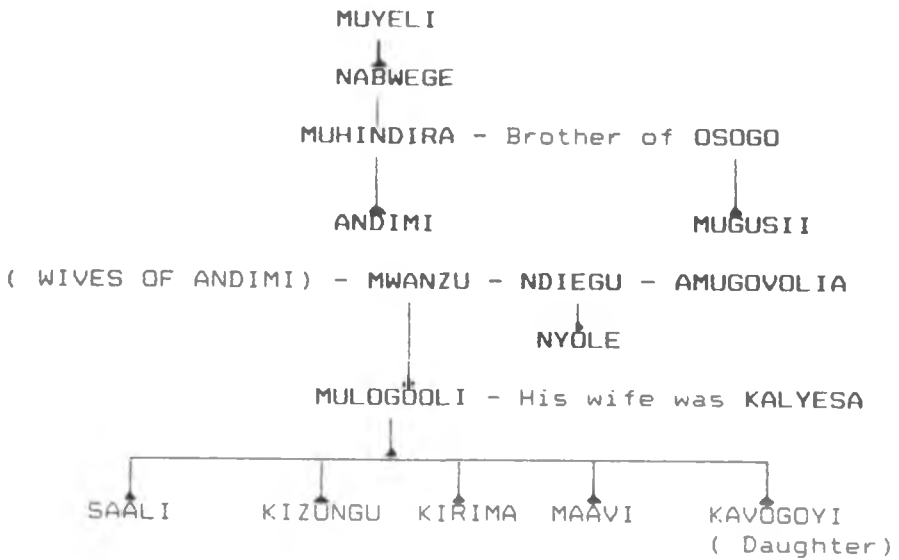 MUYELI
NABWEGE
MUHINDIRA - Brother of OSOGO
ANDIMI MUGUSII
( WIVES OF ANDIMI) - MWANZU - NDIEGU - AMUGOVOLIA
NYOLE
MULOGOOLI - His wife was KALYESA
SAALI KIZUNGU KIRIMA MAAVI KAVOGOYI
( Daughter)